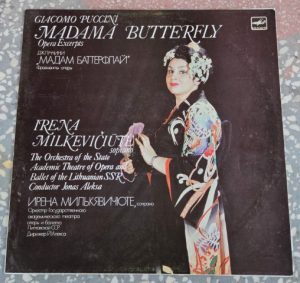 GIACOMO PUCCINI
MADAMA BUTTERFLY
Opera Excerpts
ДЖ. ПУЧЧИНИ
„МАДАМ БАТТЕРФЛАЙ"
Фрагменты оперы
IRENA
MILKEVIČIŪTĖ
soprano
The Orchestra of the State
Academic Theatre of Opera and
Ballet of the Lithuanian SSR
Conductor Jonas Aleksa
ИРЕНА МИЛЬКЯВИЧЮТЕ, сопрано
Оркестр Государственного
академического театра
оперы и балета
Литовской ССР
Дирижер Й. Алекса